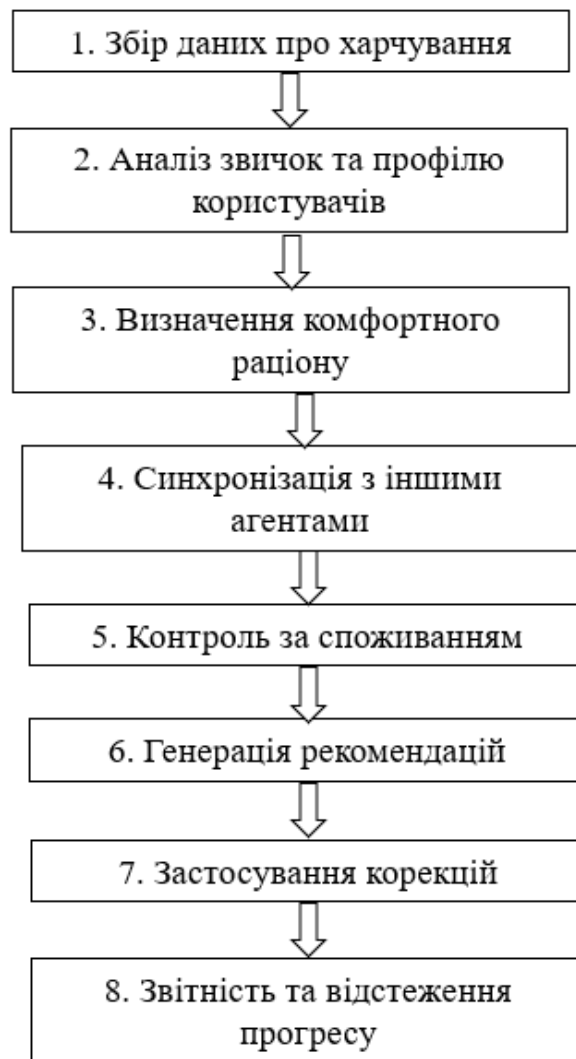 1. Збір даних про харчування
2. Аналіз звичок та профілю
користувачів
3. Визначення комфортного
раціону
4. Синхронізація з іншими
агентами
5. Контроль за споживанням
6. Генерація рекомендацій
7. Застосування корекцій
8. Звітність та відстеження
прогресу